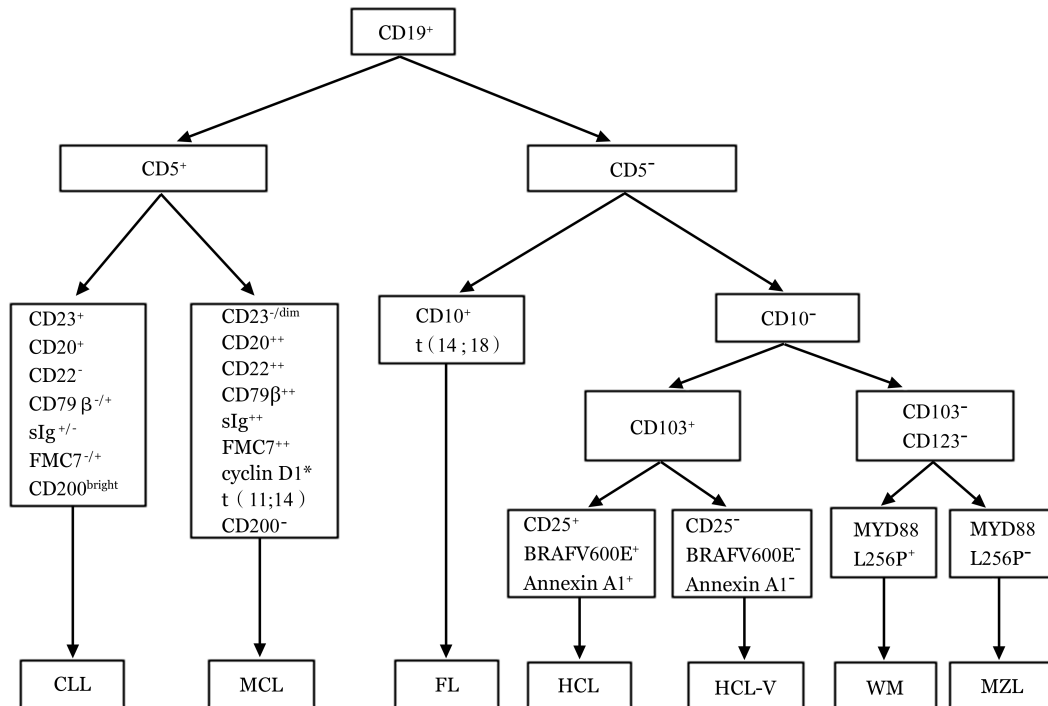 CD19⁺
CD5⁺
CD5⁻
CD23⁺
CD20⁺
CD22⁻
CD79 β⁻/⁺
sIg⁺/⁻
FMC7⁻/⁺
CD200ᵇʳⁱᵍʰᵗ
CD23⁻/ᵈⁱᵐ
CD20⁺⁺
CD22⁺⁺
CD79β⁺⁺
sIg⁺⁺
FMC7⁺⁺
cyclin D1*
t（11;14）
CD200⁻
CD10⁺
t（14；18）
CD10⁻
CD103⁺
CD103⁻
CD123⁻
CD25⁺
BRAFV600E⁺
Annexin A1⁺
CD25⁻
BRAFV600E⁻
Annexin A1⁻
MYD88
L256P⁺
MYD88
L256P⁻
CLL
MCL
FL
HCL
HCL-V
WM
MZL